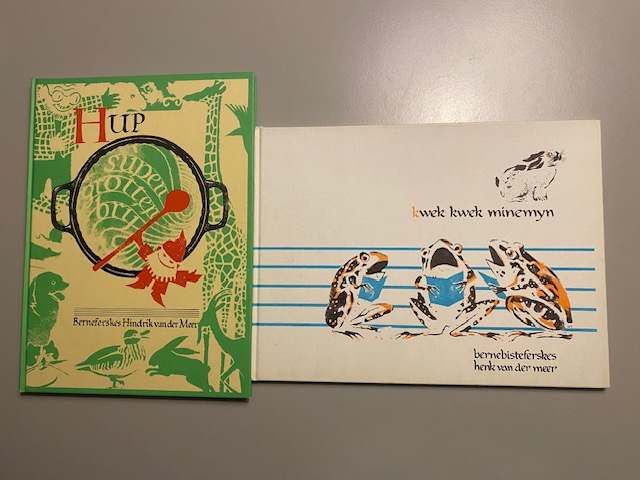 Hup
Berneferskes Hindrik van der Meer
kwek kwek minemyn
bernebisteferskes
henk van der meer